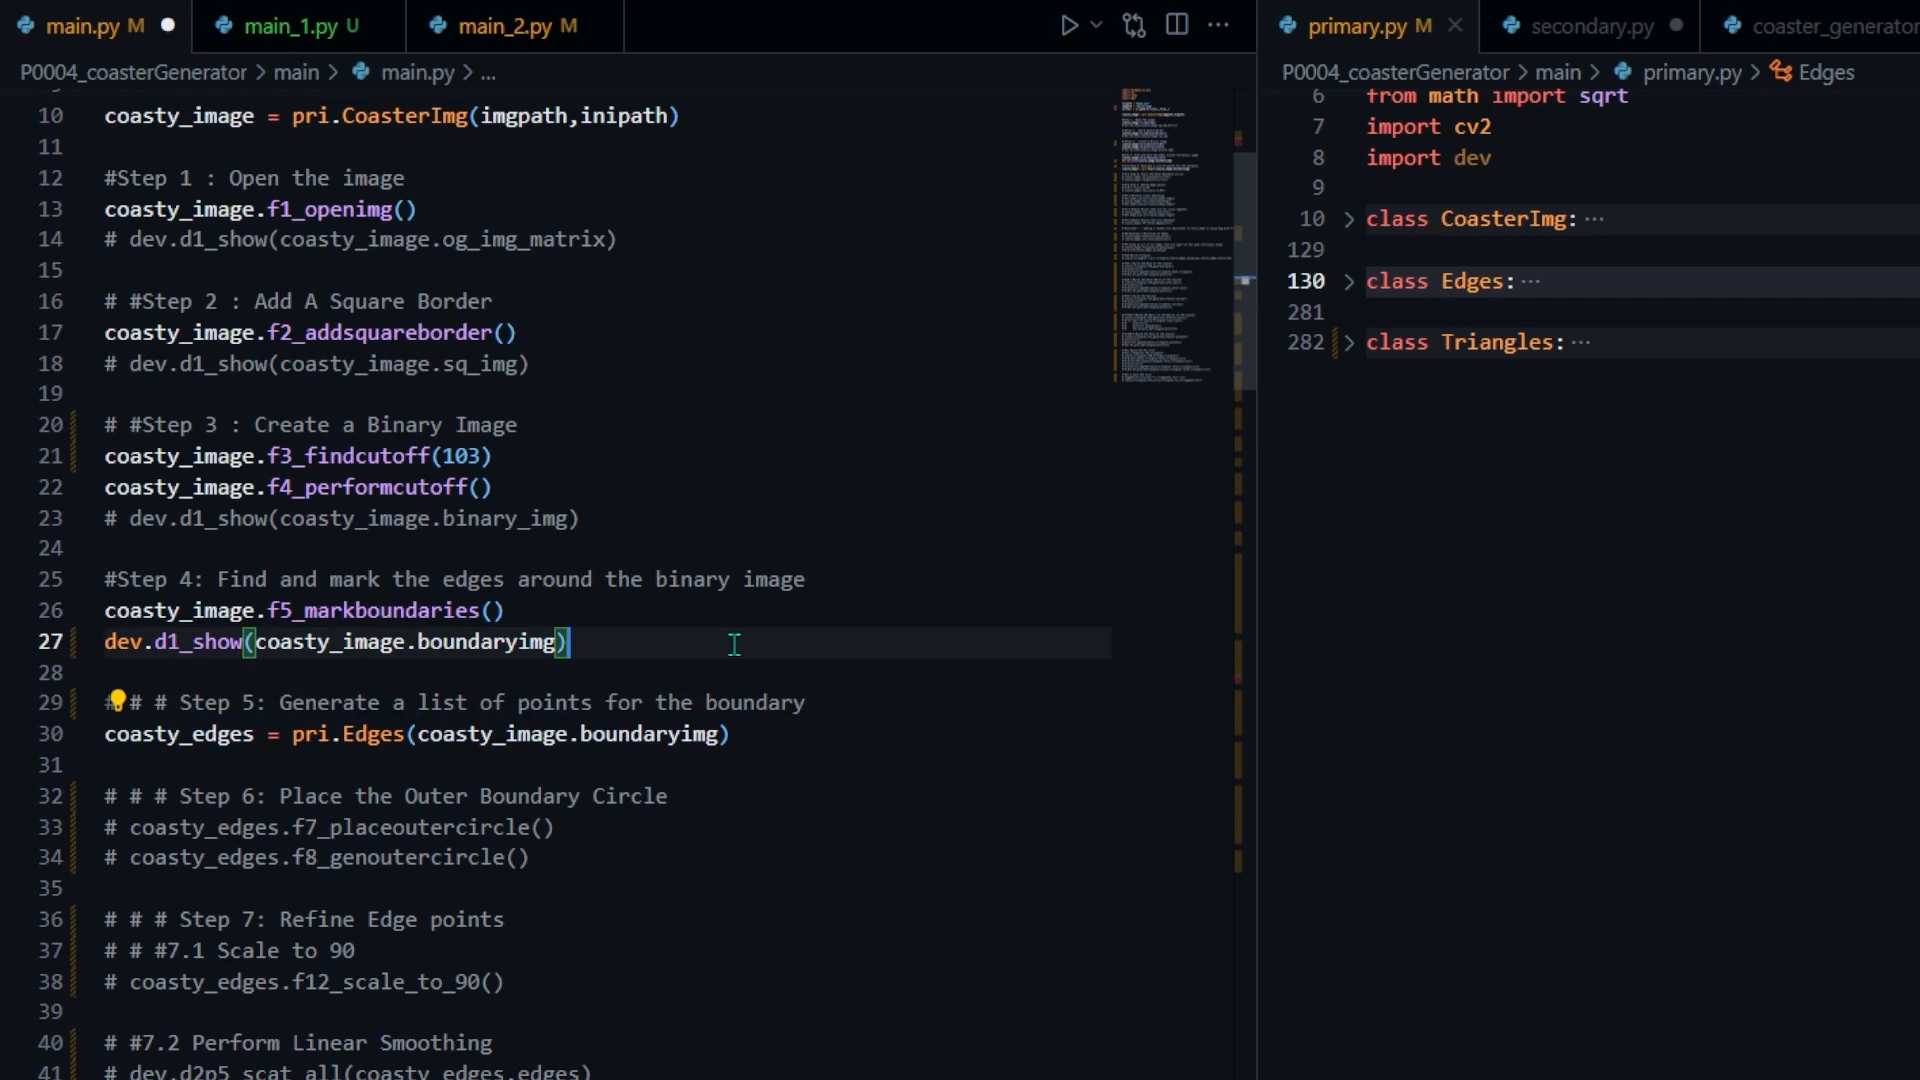 main.py M
main_1.py U
main_2.py M
P0004_coasterGenerator > main > main.py > ...
10 coasty_image = pri.CoasterImg(imgpath,inipath)
11
12 #Step 1 : Open the image
13 coasty_image.f1_openimg()
14 # dev.d1_show(coasty_image.og_img_matrix)
15
16 # #Step 2 : Add A Square Border
17 coasty_image.f2_addsquareborder()
18 # dev.d1_show(coasty_image.sq_img)
19
20 # #Step 3 : Create a Binary Image
21 coasty_image.f3_findcutoff(103)
22 coasty_image.f4_performcutoff()
23 # dev.d1_show(coasty_image.binary_img)
24
25 #Step 4: Find and mark the edges around the binary image
26 coasty_image.f5_markboundaries()
27 dev.d1_show(coasty_image.boundaryimg)
28
29 # # # Step 5: Generate a list of points for the boundary
30 coasty_edges = pri.Edges(coasty_image.boundaryimg)
31
32 # # # Step 6: Place the Outer Boundary Circle
33 # coasty_edges.f7_placeoutercircle()
34 # coasty_edges.f8_genoutercircle()
35
36 # # # Step 7: Refine Edge points
37 # # #7.1 Scale to 90
38 # coasty_edges.f12_scale_to_90()
39
40 # #7.2 Perform Linear Smoothing
41 # dev.d2p5_scat_all(coasty_edges.edges)
primary.py M
secondary.py
coaster_generator
P0004_coasterGenerator > main > primary.py > Edges
6 from math import sqrt
7 import cv2
8 import dev
9
10 class CoasterImg: ...
129
130 class Edges: ...
281
282 class Triangles: ...